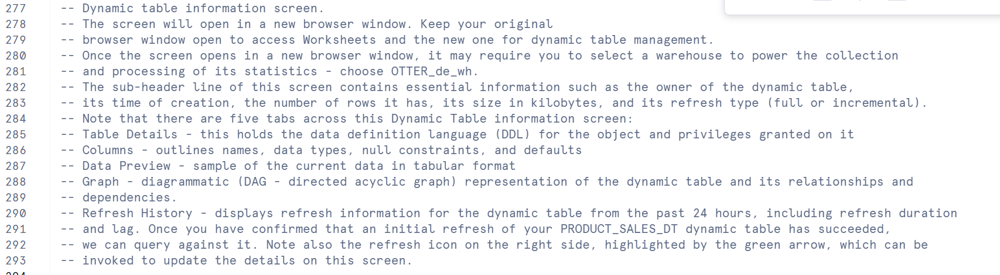 277 -- Dynamic table information screen.
278 -- The screen will open in a new browser window. Keep your original
279 -- browser window open to access Worksheets and the new one for dynamic table management.
280 -- Once the screen opens in a new browser window, it may require you to select a warehouse to power the collection
281 -- and processing of its statistics - choose OTTER_de_wh.
282 -- The sub-header line of this screen contains essential information such as the owner of the dynamic table,
283 -- its time of creation, the number of rows it has, its size in kilobytes, and its refresh type (full or incremental).
284 -- Note that there are five tabs across this Dynamic Table information screen:
285 -- Table Details - this holds the data definition language (DDL) for the object and privileges granted on it
286 -- Columns - outlines names, data types, null constraints, and defaults
287 -- Data Preview - sample of the current data in tabular format
288 -- Graph - diagrammatic (DAG - directed acyclic graph) representation of the dynamic table and its relationships and
289 -- dependencies.
290 -- Refresh History - displays refresh information for the dynamic table from the past 24 hours, including refresh duration
291 -- and lag. Once you have confirmed that an initial refresh of your PRODUCT_SALES_DT dynamic table has succeeded,
292 -- we can query against it. Note also the refresh icon on the right side, highlighted by the green arrow, which can be
293 -- invoked to update the details on this screen.